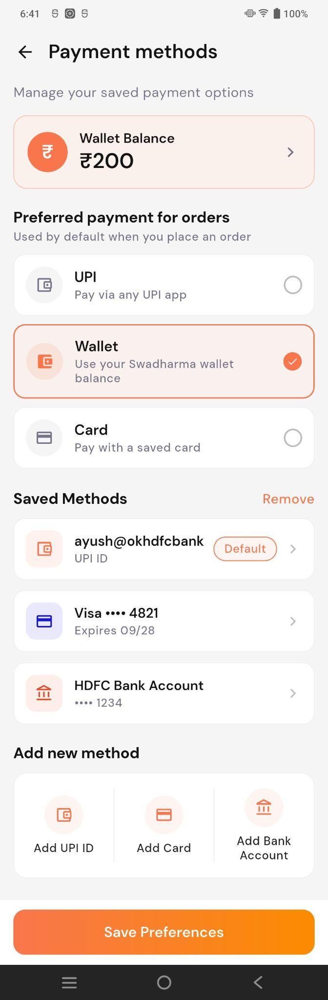 6:41
100%
Payment methods
Manage your saved payment options
₹
Wallet Balance
₹200
Preferred payment for orders
Used by default when you place an order
UPI
Pay via any UPI app
Wallet
Use your Swadharma wallet
balance
Card
Pay with a saved card
Saved Methods Remove
ayush@okhdfcbank
UPI ID
Default
Visa •••• 4821
Expires 09/28
HDFC Bank Account
•••• 1234
Add new method
Add UPI ID
Add Card
Add Bank
Account
Save Preferences